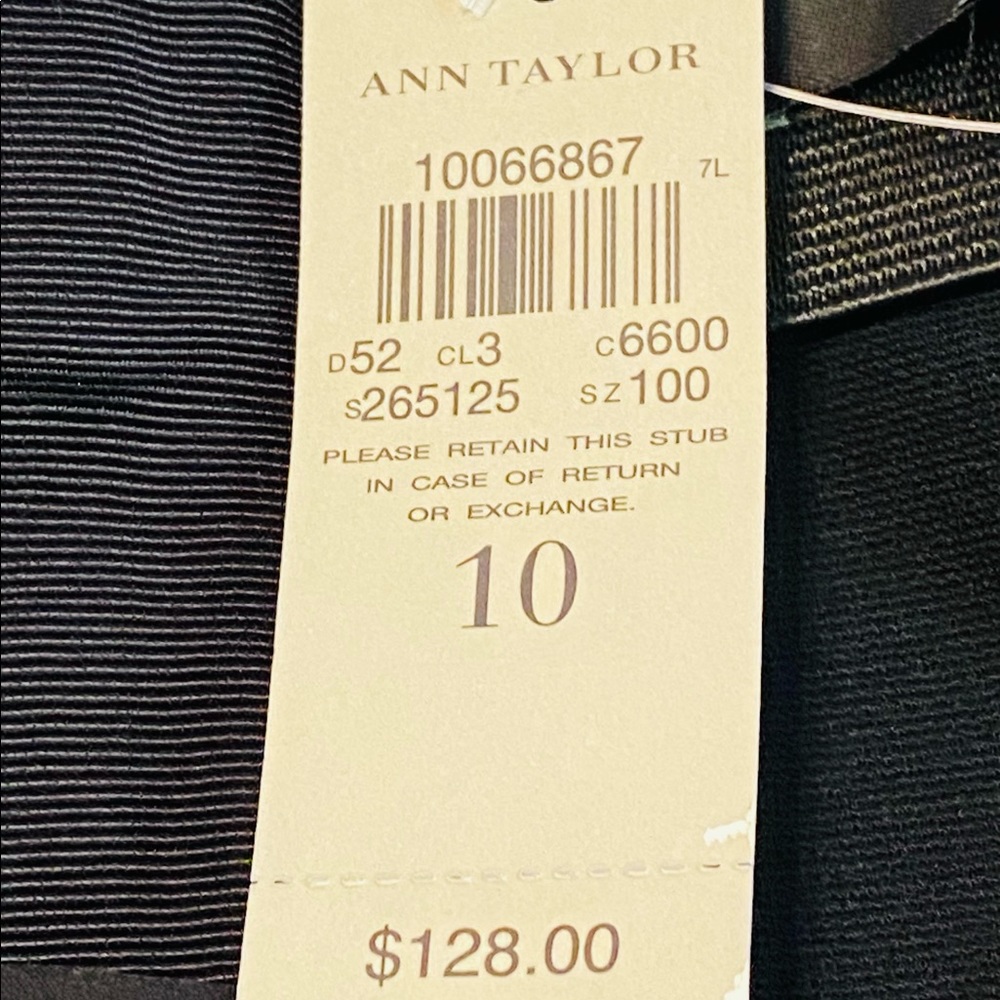 ANN TAYLOR
10066867 7L
D52 CL3 C6600
S265125 SZ100
PLEASE RETAIN THIS STUB
IN CASE OF RETURN
OR EXCHANGE.
10
$128.00